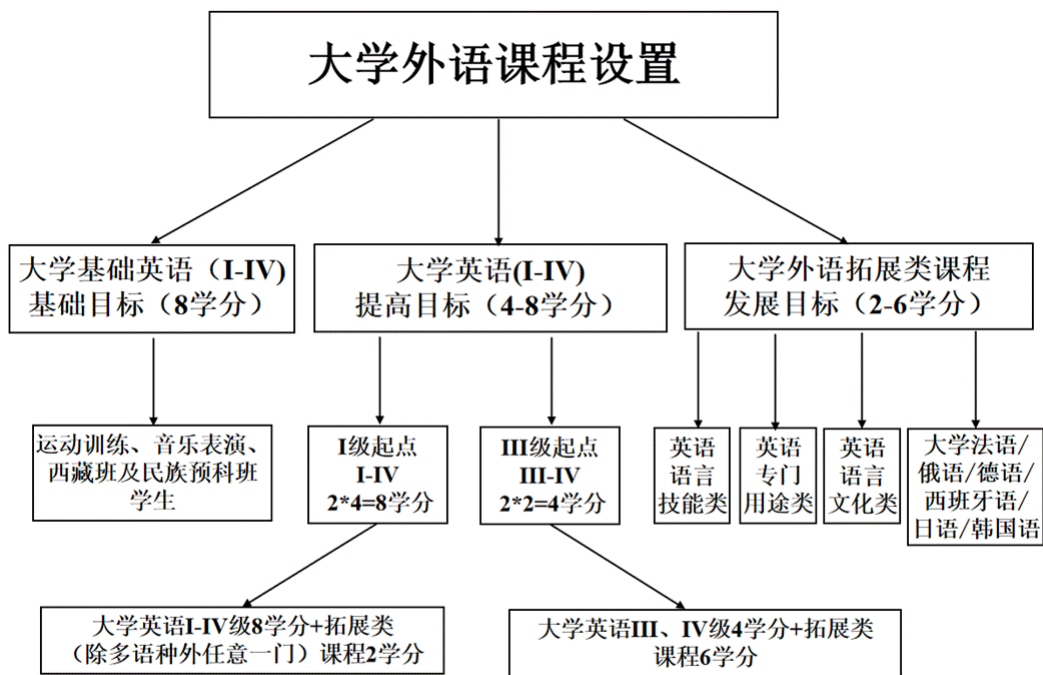 大学外语课程设置
大学基础英语（I-IV)
基础目标（8学分）
大学英语(I-IV)
提高目标（4-8学分）
大学外语拓展类课程
发展目标（2-6学分）
运动训练、音乐表演、
西藏班及民族预科班
学生
I级起点
I-IV
2*4=8学分
III级起点
III-IV
2*2=4学分
英语
语言
技能类
英语
专门
用途类
英语
语言
文化类
大学法语/
俄语/德语/
西班牙语/
日语/韩国语
大学英语I-IV级8学分+拓展类
（除多语种外任意一门）课程2学分
大学英语III、IV级4学分+拓展类
课程6学分